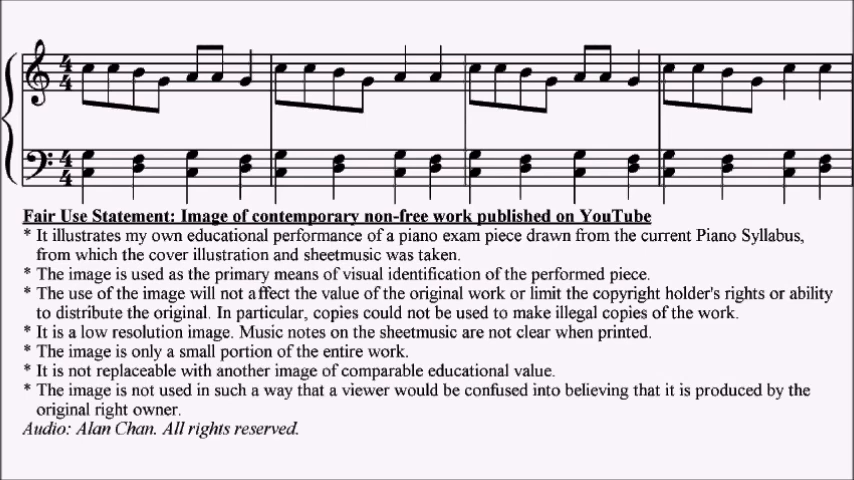 4 4
4 4
Fair Use Statement: Image of contemporary non-free work published on YouTube
* It illustrates my own educational performance of a piano exam piece drawn from the current Piano Syllabus,
from which the cover illustration and sheetmusic was taken.
* The image is used as the primary means of visual identification of the performed piece.
* The use of the image will not affect the value of the original work or limit the copyright holder's rights or ability
to distribute the original. In particular, copies could not be used to make illegal copies of the work.
* It is a low resolution image. Music notes on the sheetmusic are not clear when printed.
* The image is only a small portion of the entire work.
* It is not replaceable with another image of comparable educational value.
* The image is not used in such a way that a viewer would be confused into believing that it is produced by the
original right owner.
Audio: Alan Chan. All rights reserved.